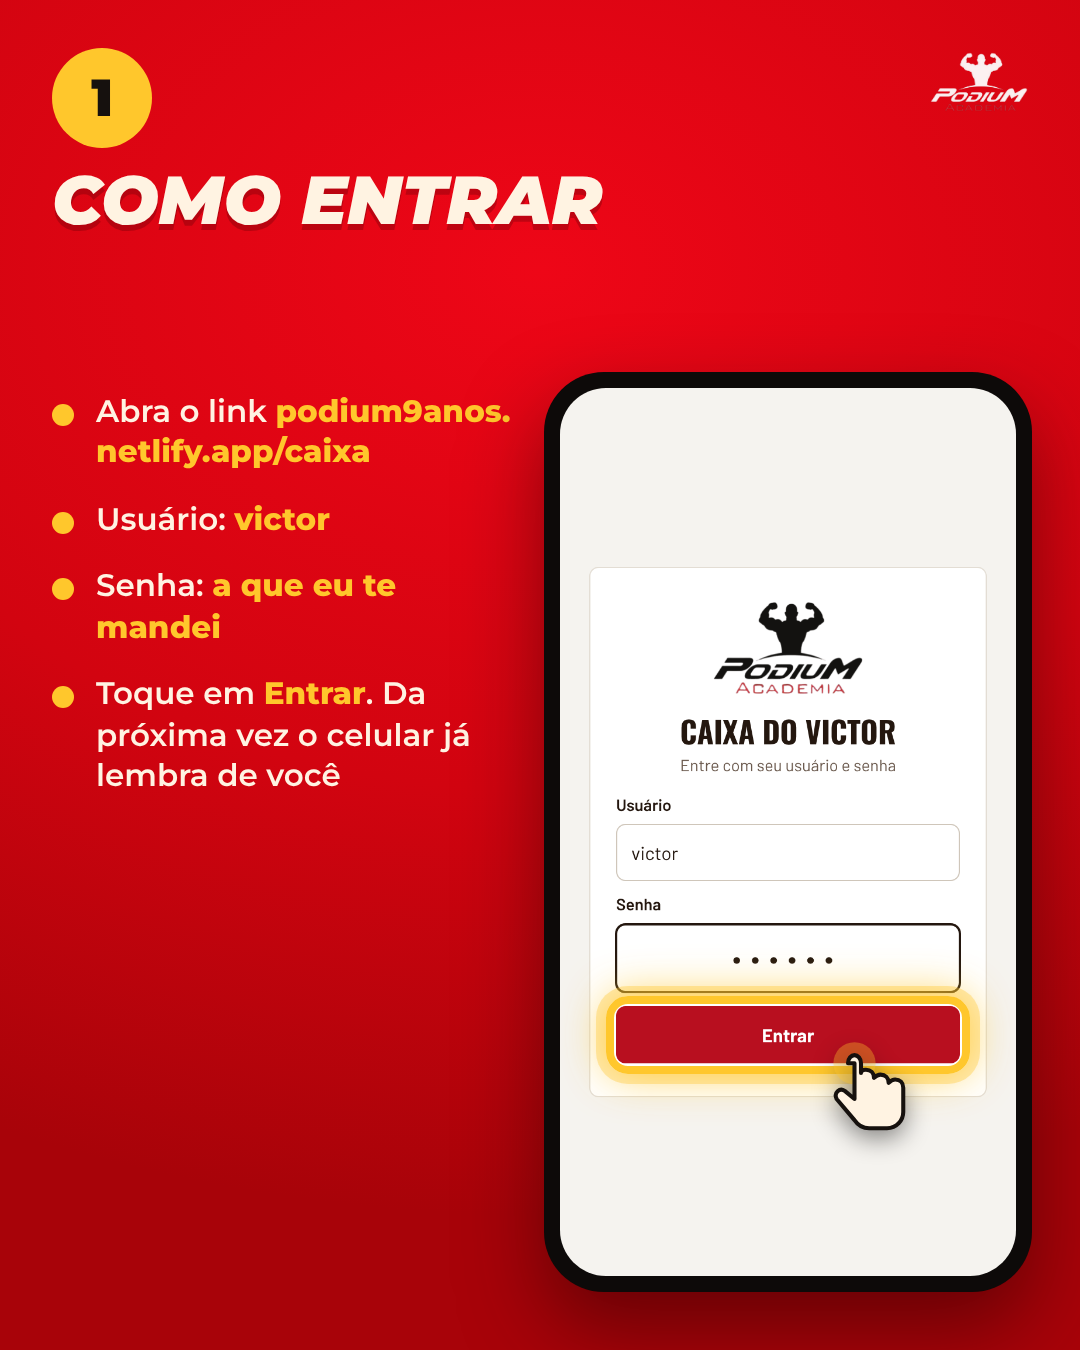 1
PODIUM
ACADEMIA
COMO ENTRAR
Abra o link podium9anos.
netlify.app/caixa
Usuário: victor
Senha: a que eu te
mandei
Toque em Entrar. Da
próxima vez o celular já
lembra de você
PODIUM
ACADEMIA
CAIXA DO VICTOR
Entre com seu usuário e senha
Usuário
victor
Senha
••••••
Entrar